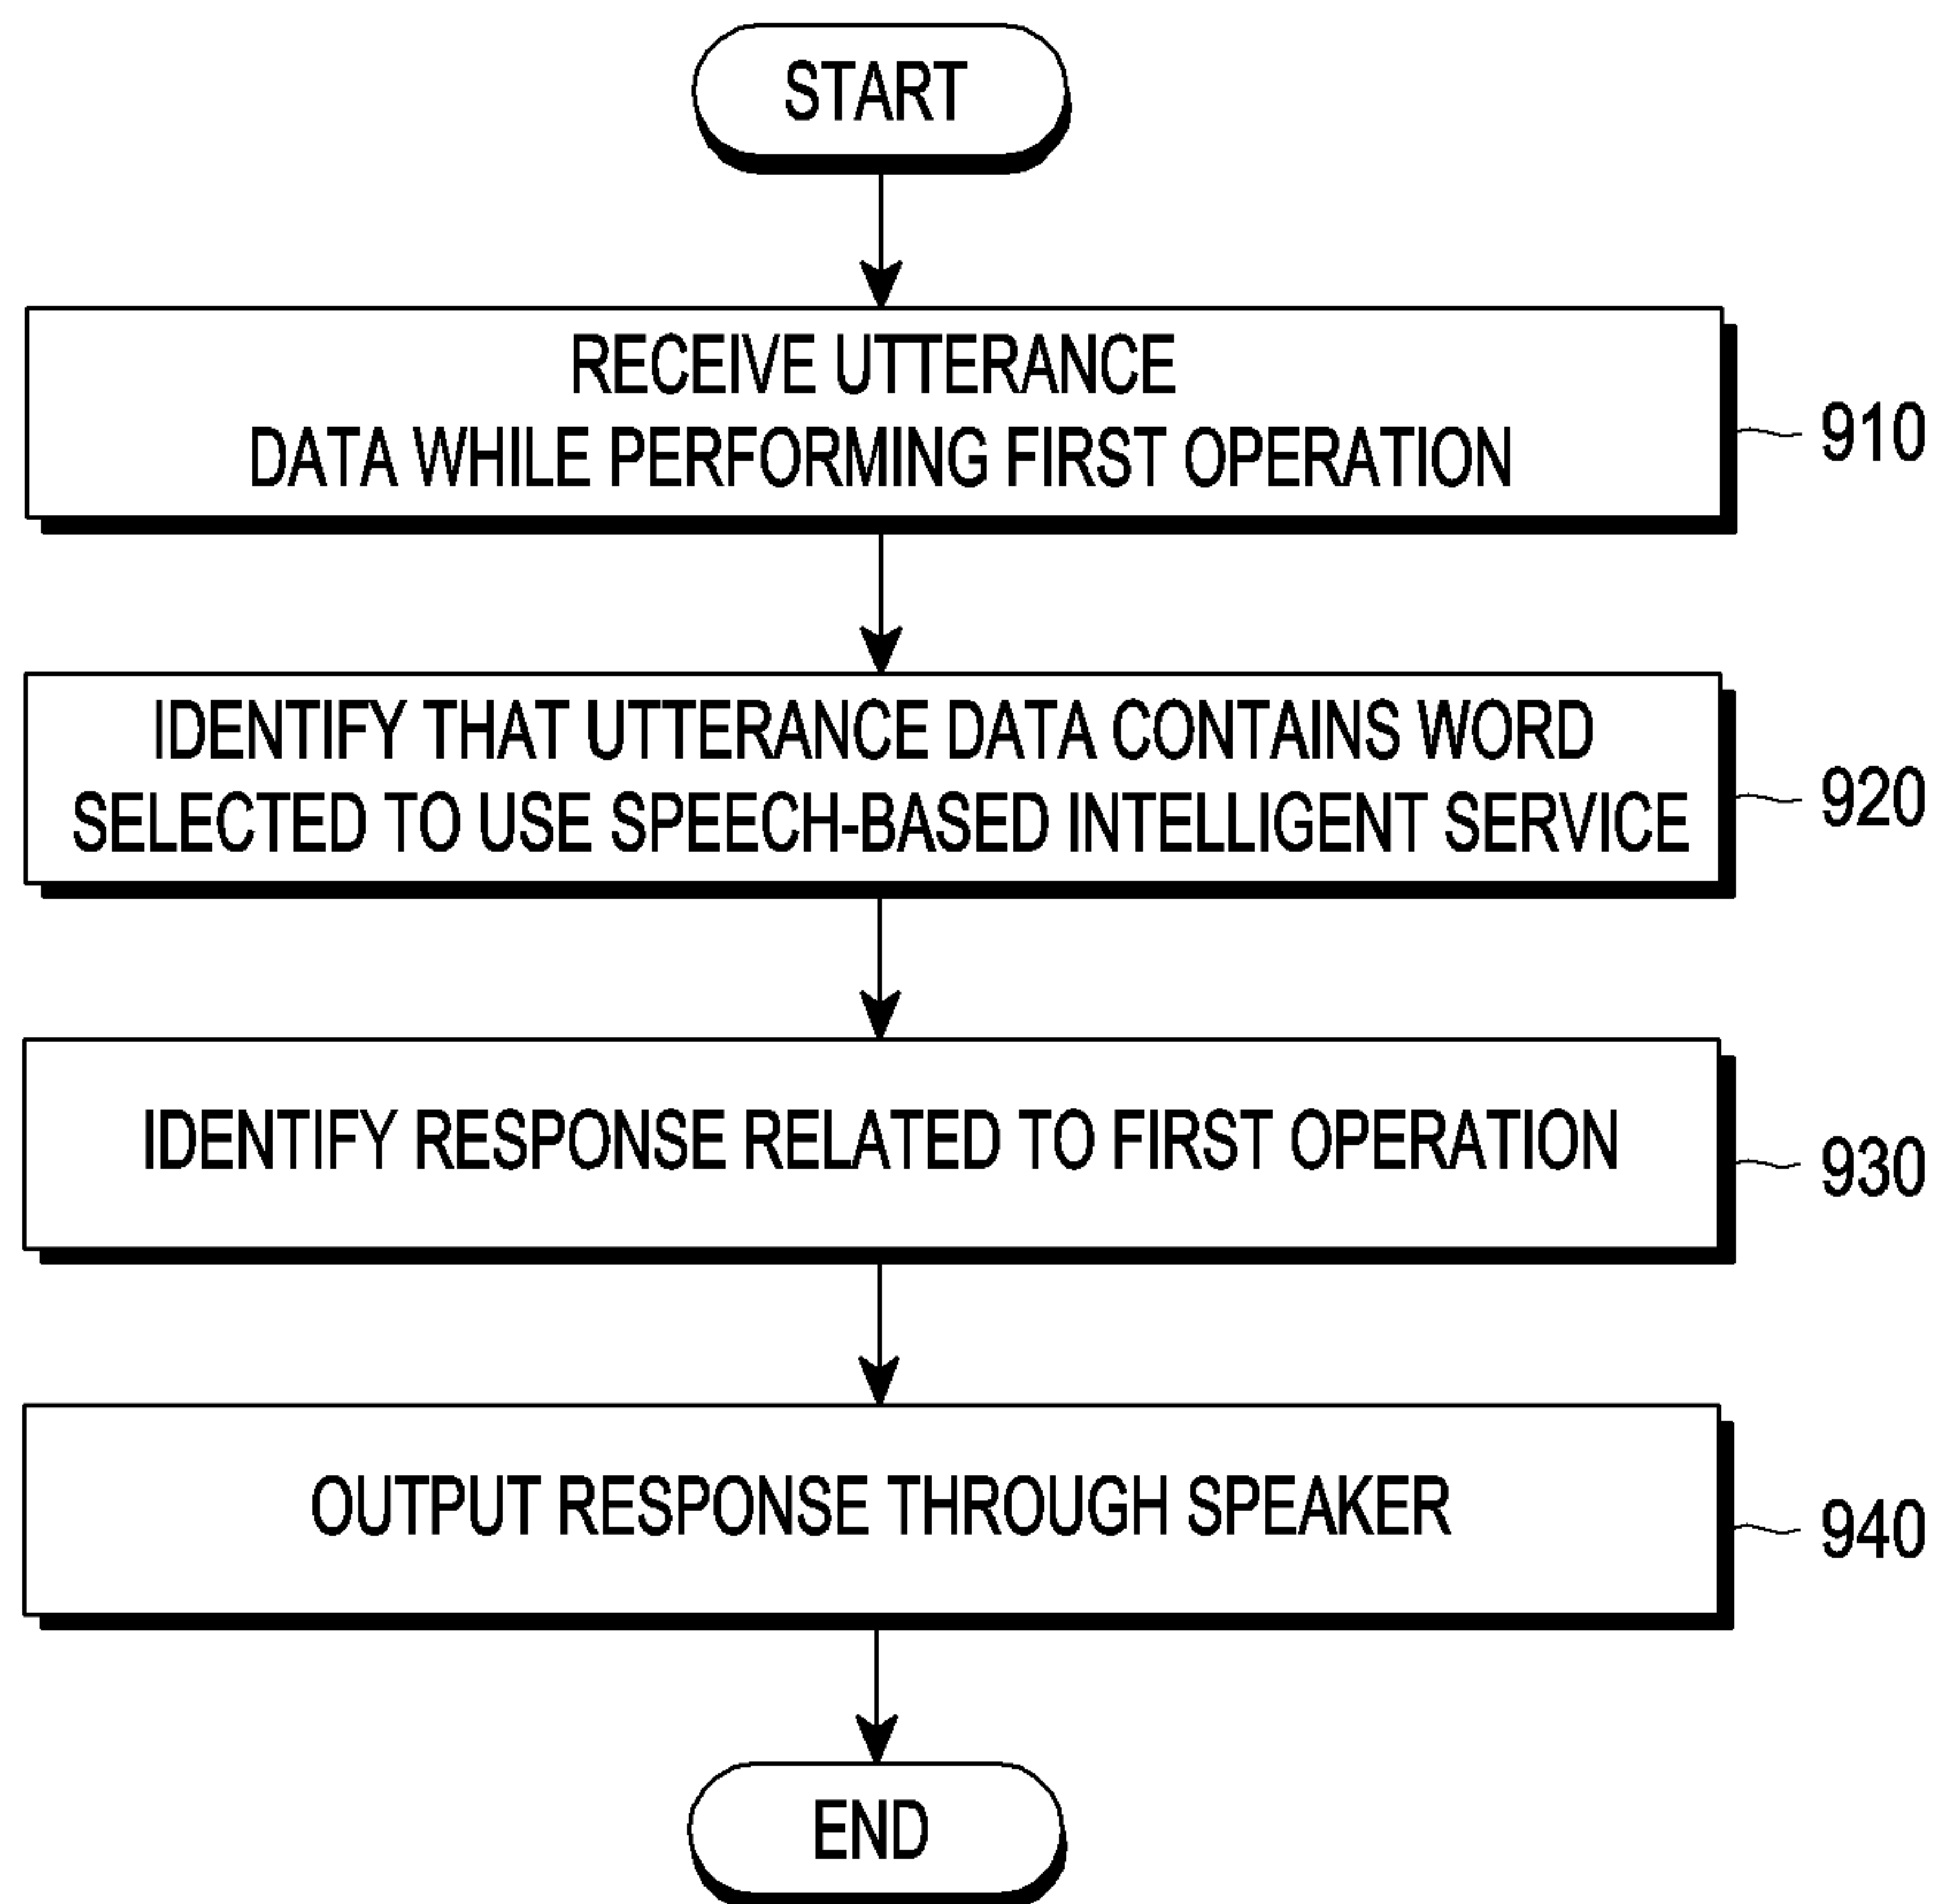 START
RECEIVE UTTERANCE
DATA WHILE PERFORMING FIRST OPERATION
910
IDENTIFY THAT UTTERANCE DATA CONTAINS WORD
SELECTED TO USE SPEECH-BASED INTELLIGENT SERVICE
920
IDENTIFY RESPONSE RELATED TO FIRST OPERATION
930
OUTPUT RESPONSE THROUGH SPEAKER
940
END